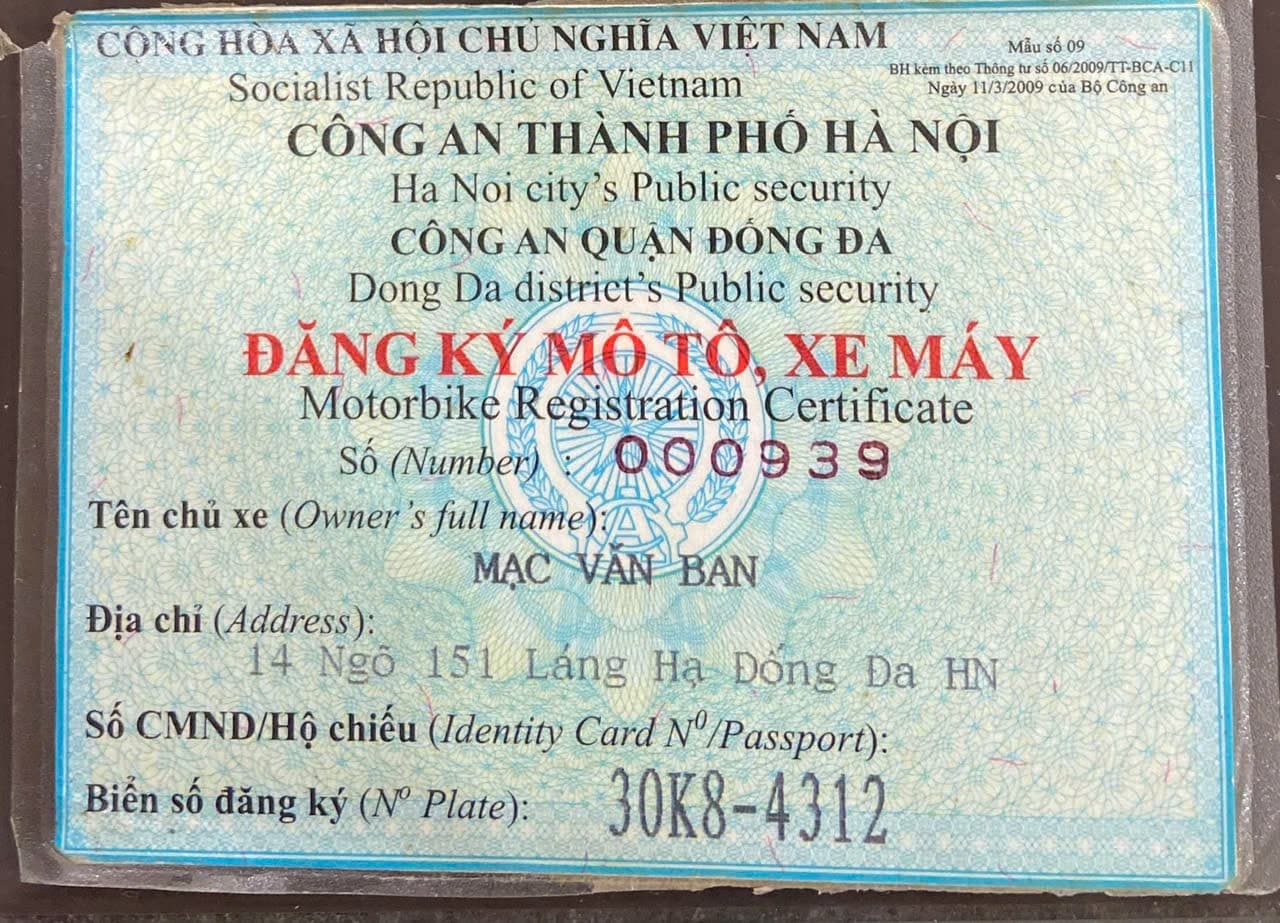 CỘNG HÒA XÃ HỘI CHỦ NGHĨA VIỆT NAM
Mẫu số 09
BH kèm theo Thông tư số 06/2009/TT-BCA-C11
Ngày 11/3/2009 của Bộ Công an
Socialist Republic of Vietnam
CÔNG AN THÀNH PHỐ HÀ NỘI
Ha Noi city's Public security
CÔNG AN QUẬN ĐỐNG ĐA
Dong Da district's Public security
ĐĂNG KÝ MÔ TÔ, XE MÁY
Motorbike Registration Certificate
Số (Number) : 000939
Tên chủ xe (Owner's full name):
MẠC VĂN BAN
Địa chỉ (Address):
14 Ngõ 151 Láng Hạ Đống Đa HN
Số CMND/Hộ chiếu (Identity Card Nº/Passport):
Biển số đăng ký (Nº Plate): 30K8-4312